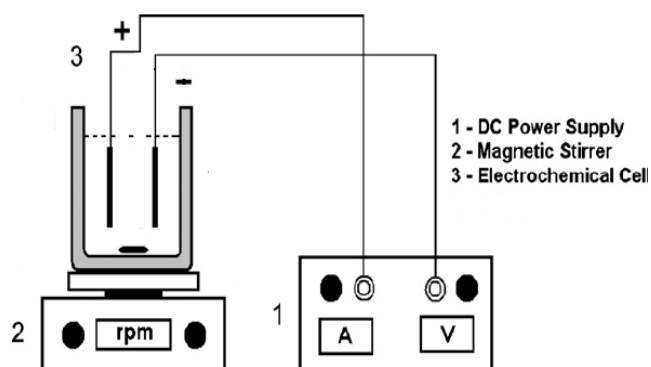 +
3
-
1 - DC Power Supply
2 - Magnetic Stirrer
3 - Electrochemical Cell
2
rpm
1
A
V